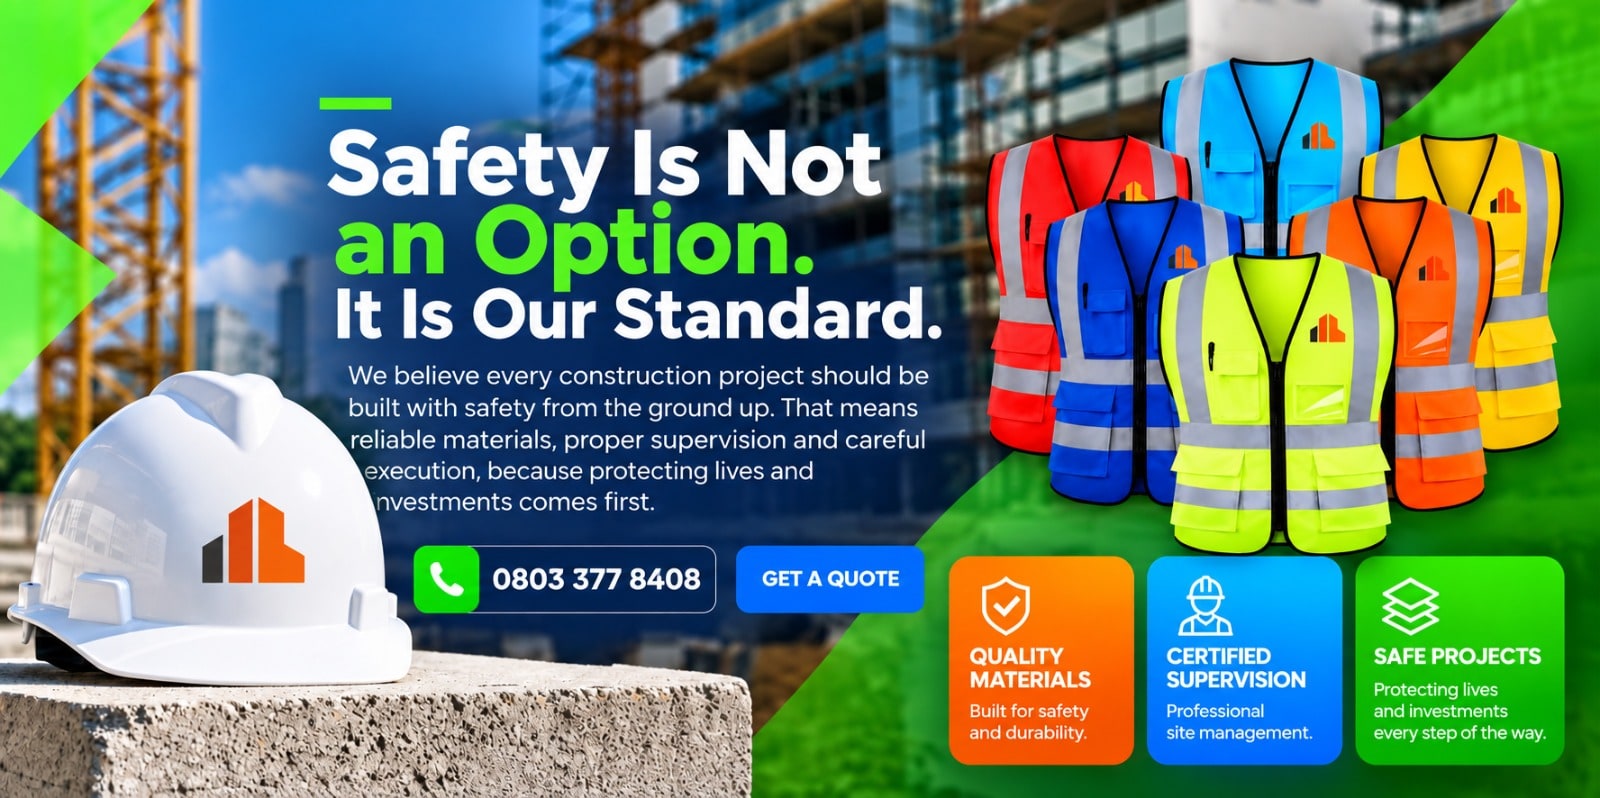 Safety Is Not
an Option.
It Is Our Standard.
We believe every construction project should be
built with safety from the ground up. That means
reliable materials, proper supervision and careful
execution, because protecting lives and
investments comes first.
0803 377 8408
GET A QUOTE
QUALITY
MATERIALS
Built for safety
and durability.
CERTIFIED
SUPERVISION
Professional
site management.
SAFE PROJECTS
Protecting lives
and investments
every step of the way.